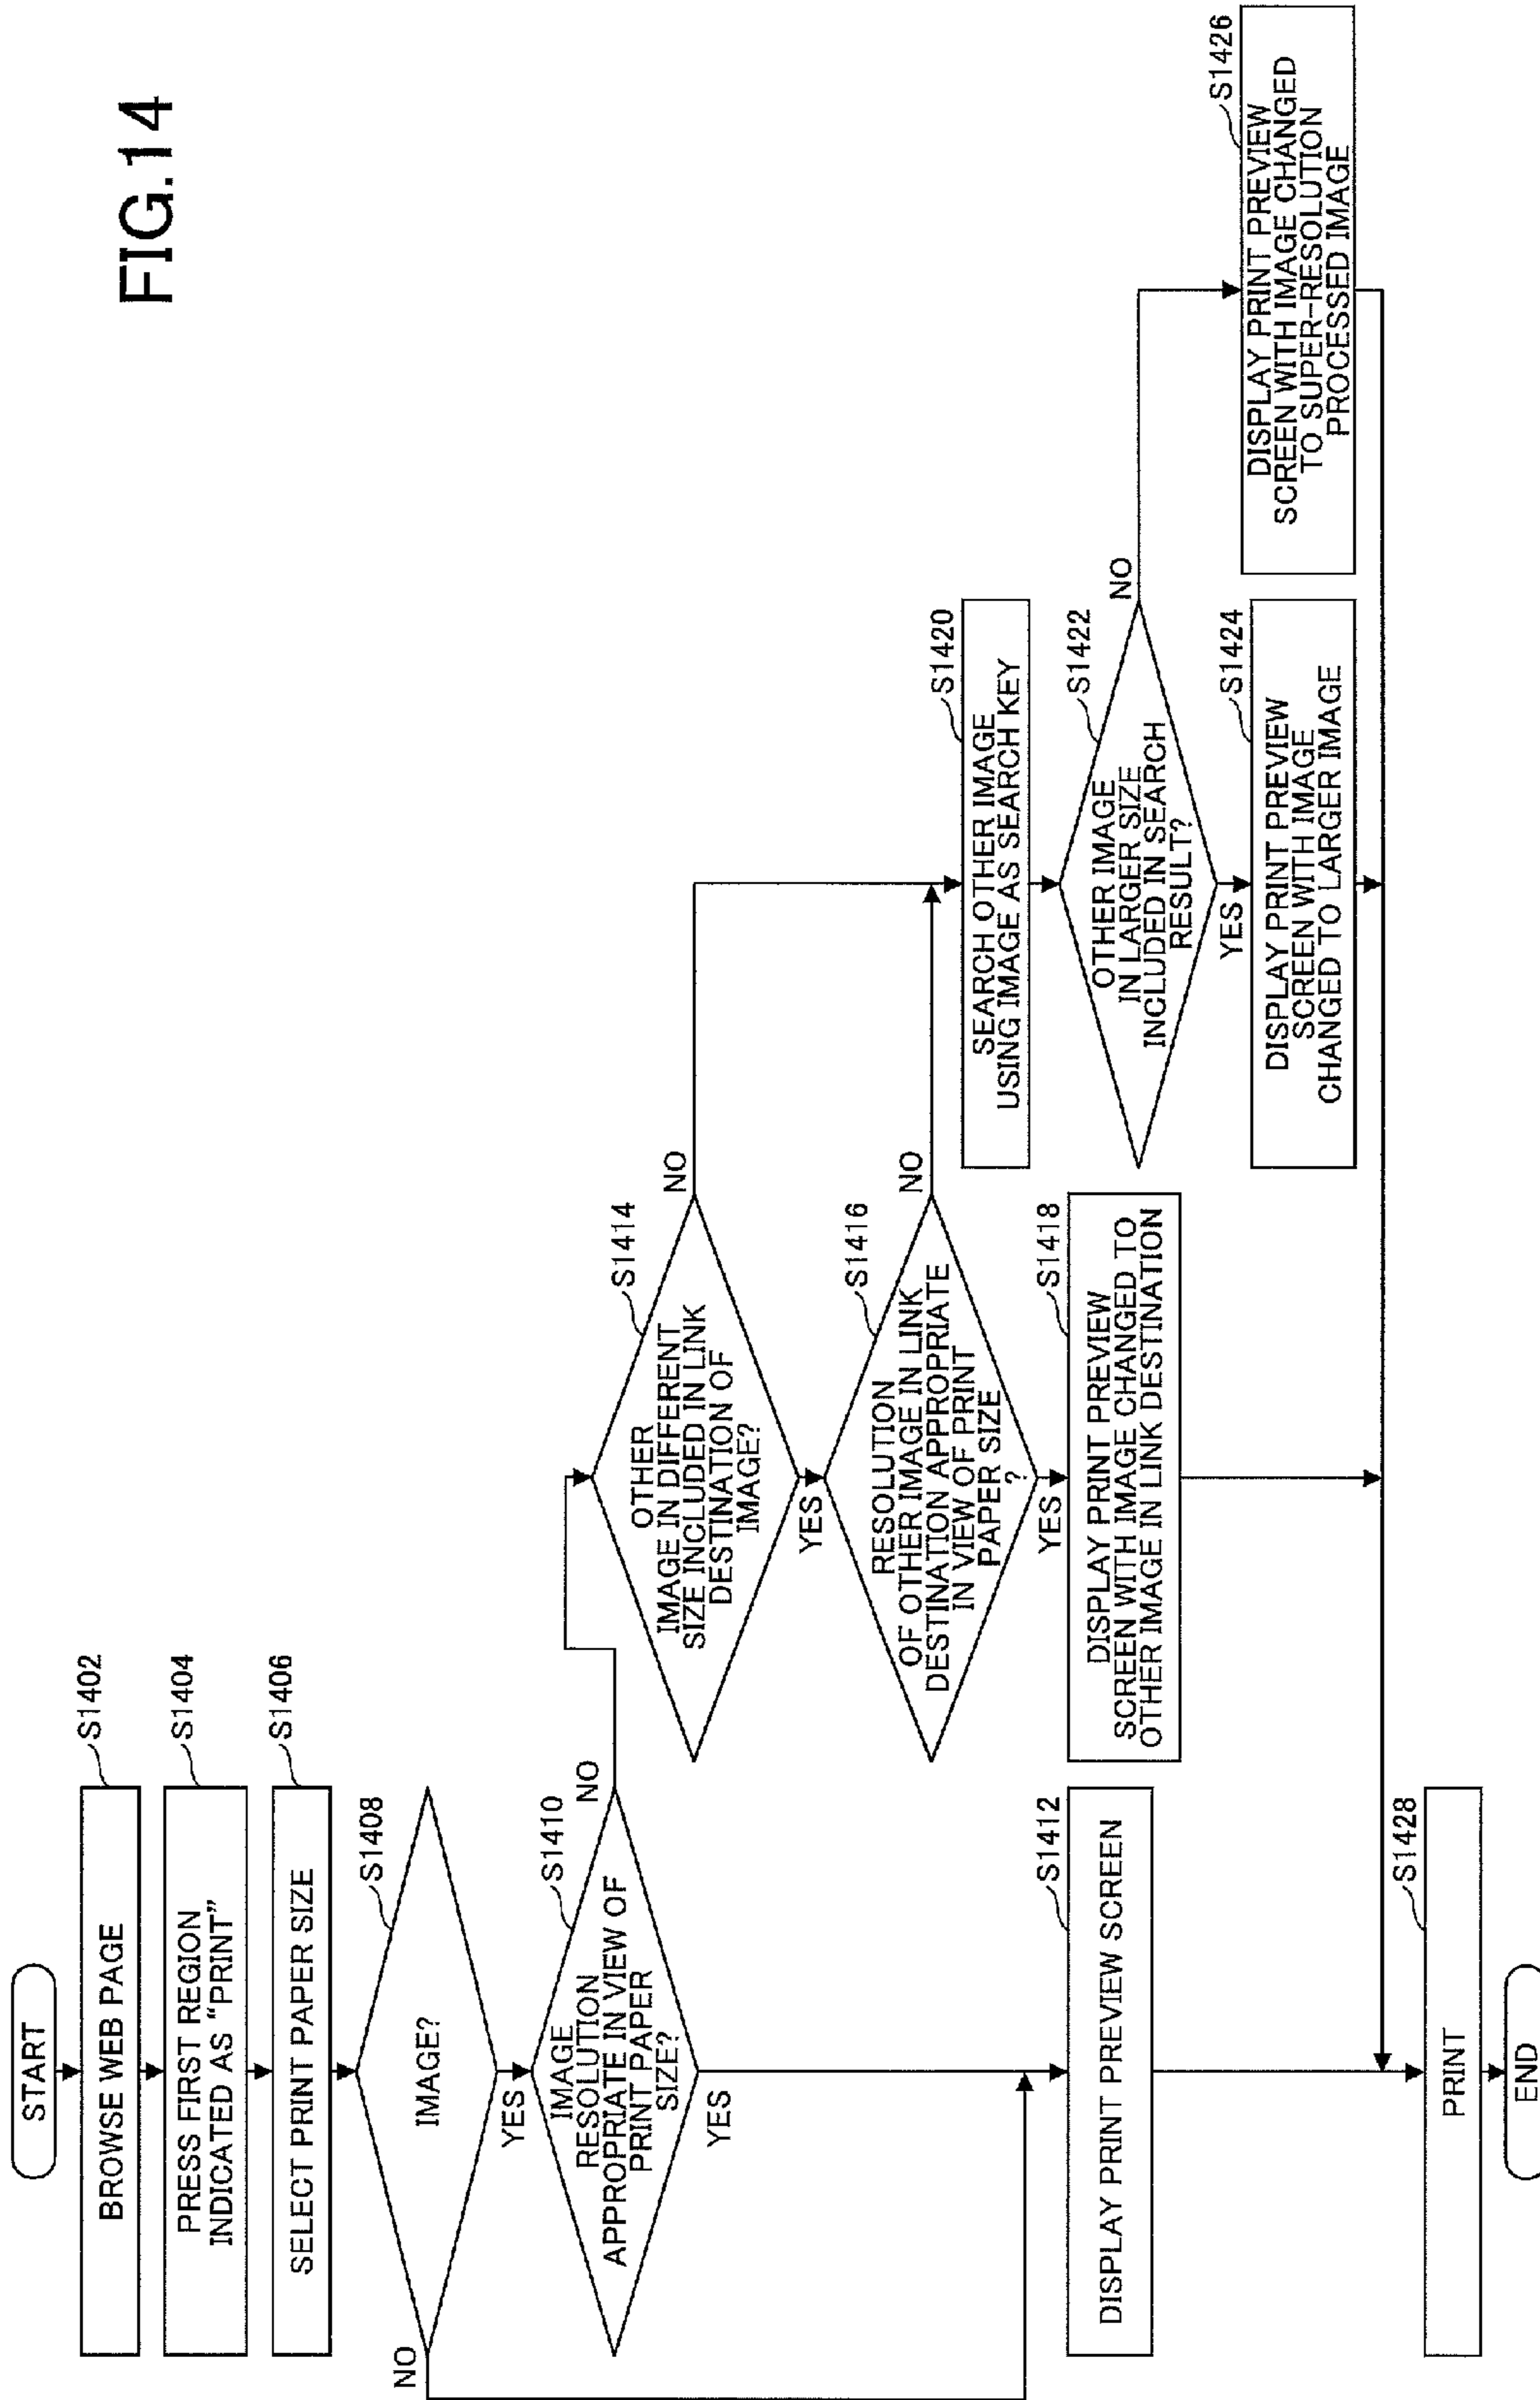 FIG.14
START
BROWSE WEB PAGE
S1402
PRESS FIRST REGION
INDICATED AS “PRINT”
S1404
SELECT PRINT PAPER SIZE
S1406
IMAGE?
S1408
NO
YES
IMAGE
RESOLUTION
APPROPRIATE IN VIEW OF
PRINT PAPER
SIZE?
S1410
NO
YES
DISPLAY PRINT PREVIEW SCREEN
S1412
OTHER
IMAGE IN DIFFERENT
SIZE INCLUDED IN LINK
DESTINATION OF
IMAGE?
S1414
NO
YES
RESOLUTION
OF OTHER IMAGE IN LINK
DESTINATION APPROPRIATE
IN VIEW OF PRINT
PAPER SIZE
?
S1416
NO
YES
DISPLAY PRINT PREVIEW
SCREEN WITH IMAGE CHANGED TO
OTHER IMAGE IN LINK DESTINATION
S1418
SEARCH OTHER IMAGE
USING IMAGE AS SEARCH KEY
S1420
OTHER IMAGE
IN LARGER SIZE
INCLUDED IN SEARCH
RESULT?
S1422
NO
YES
DISPLAY PRINT PREVIEW
SCREEN WITH IMAGE
CHANGED TO LARGER IMAGE
S1424
DISPLAY PRINT PREVIEW
SCREEN WITH IMAGE CHANGED
TO SUPER-RESOLUTION
PROCESSED IMAGE
S1426
PRINT
S1428
END